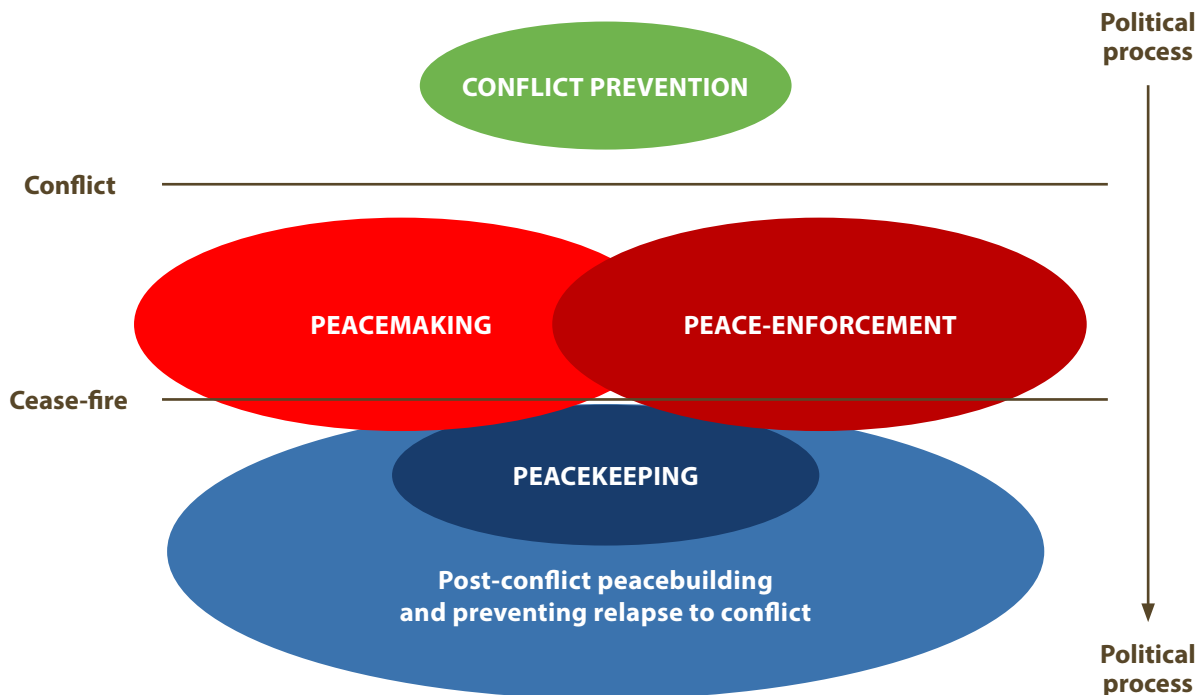 Political
process
CONFLICT PREVENTION
Conflict
PEACEMAKING
PEACE-ENFORCEMENT
Cease-fire
PEACEKEEPING
Post-conflict peacebuilding
and preventing relapse to conflict
Political
process